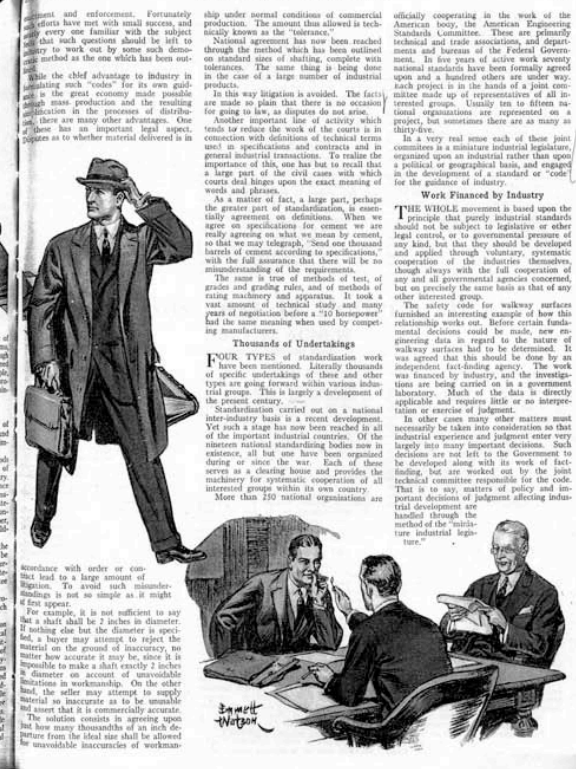 and enforcement. Fortunately
efforts have met with small success, and
every one familiar with the subject
that such questions should be left to
to work out by some such demo-
method as the one which has been out-
While the chief advantage to industry in
such "codes" for its own guid-
is the great economy made possible
mass production and the resulting
in the processes of distribu-
there are many other advantages. One
these has an important legal aspect.
Disputes as to whether material delivered is in
accordance with order or con-
tract lead to a large amount of
litigation. To avoid such misunder-
standings is not so simple as it might
at first appear.
For example, it is not sufficient to say
that a shaft shall be 2 inches in diameter.
If nothing else but the diameter is speci-
fied, a buyer may attempt to reject the
material on the ground of inaccuracy, no
matter how accurate it may be, since it is
impossible to make a shaft exactly 2 inches
in diameter on account of unavoidable
limitations in workmanship. On the other
hand, the seller may attempt to supply
material so inaccurate as to be unusable
and assert that it is commercially accurate.
The solution consists in agreeing upon
just how many thousandths of an inch de-
parture from the ideal size shall be allowed
for unavoidable inaccuracies of workman-
ship under normal conditions of commercial
production. The amount thus allowed is tech-
nically known as the "tolerance."
National agreement has now been reached
through the method which has been outlined
on standard sizes of shafting, complete with
tolerances. The same thing is being done
in the case of a large number of industrial
products.
In this way litigation is avoided. The facts
are made so plain that there is no occasion
for going to law, as disputes do not arise.
Another important line of activity which
tends to reduce the work of the courts is in
connection with definitions of technical terms
used in specifications and contracts and in
general industrial transactions. To realize the
importance of this, one has but to recall that
a large part of the civil cases with which
courts deal hinges upon the exact meaning of
words and phrases.
As a matter of fact, a large part, perhaps
the greater part of standardization, is essen-
tially agreement on definitions. When we
agree on specifications for cement we are
really agreeing on what we mean by cement,
so that we may telegraph, "Send one thousand
barrels of cement according to specifications,"
with the full assurance that there will be no
misunderstanding of the requirements.
The same is true of methods of test, of
grades and grading rules, and of methods of
rating machinery and apparatus. It took a
vast amount of technical study and many
years of negotiation before a "10 horsepower"
had the same meaning when used by compet-
ing manufacturers.
Thousands of Undertakings
FOUR TYPES of standardization work
have been mentioned. Literally thousands
of specific undertakings of these and other
types are going forward within various indus-
trial groups. This is largely a development of
the present century.
Standardization carried out on a national
inter-industry basis is a recent development.
Yet such a stage has now been reached in all
of the important industrial countries. Of the
nineteen national standardizing bodies now in
existence, all but one have been organized
during or since the war. Each of these
serves as a clearing house and provides the
machinery for systematic cooperation of all
interested groups within its own country.
More than 250 national organizations are
officially cooperating in the work of the
American body, the American Engineering
Standards Committee. These are primarily
technical and trade associations, and depart-
ments and bureaus of the Federal Govern-
ment. In five years of active work seventy
national standards have been formally agreed
upon and a hundred others are under way.
Each project is in the hands of a joint com-
mittee made up of representatives of all in-
terested groups. Usually ten to fifteen na-
tional organizations are represented on a
project, but sometimes there are as many as
thirty-five.
In a very real sense each of these joint
committees is a miniature industrial legislature,
organized upon an industrial rather than upon
a political or geographical basis, and engaged
in the development of a standard or "code"
for the guidance of industry.
Work Financed by Industry
THE WHOLE movement is based upon the
principle that purely industrial standards
should not be subject to legislative or other
legal control, or to governmental pressure of
any kind, but that they should be developed
and applied through voluntary, systematic
cooperation of the industries themselves,
though always with the full cooperation of
any and all governmental agencies concerned,
but on precisely the same basis as that of any
other interested group.
The safety code for walkway surfaces
furnished an interesting example of how this
relationship works out. Before certain funda-
mental decisions could be made, new en-
gineering data in regard to the nature of
walkway surfaces had to be determined. It
was agreed that this should be done by an
independent fact-finding agency. The work
was financed by industry, and the investiga-
tions are being carried on in a government
laboratory. Much of the data is directly
applicable and requires little or no interpre-
tation or exercise of judgment.
In other cases many other matters must
necessarily be taken into consideration so that
industrial experience and judgment enter very
largely into many important decisions. Such
decisions are not left to the Government to
be developed along with its work of fact-
finding, but are worked out by the joint
technical committee responsible for the code.
That is to say, matters of policy and im-
portant decisions of judgment affecting indus-
trial development are
handled through the
method of the "minia-
ture industrial legis-
ture."
Emmett
Watson